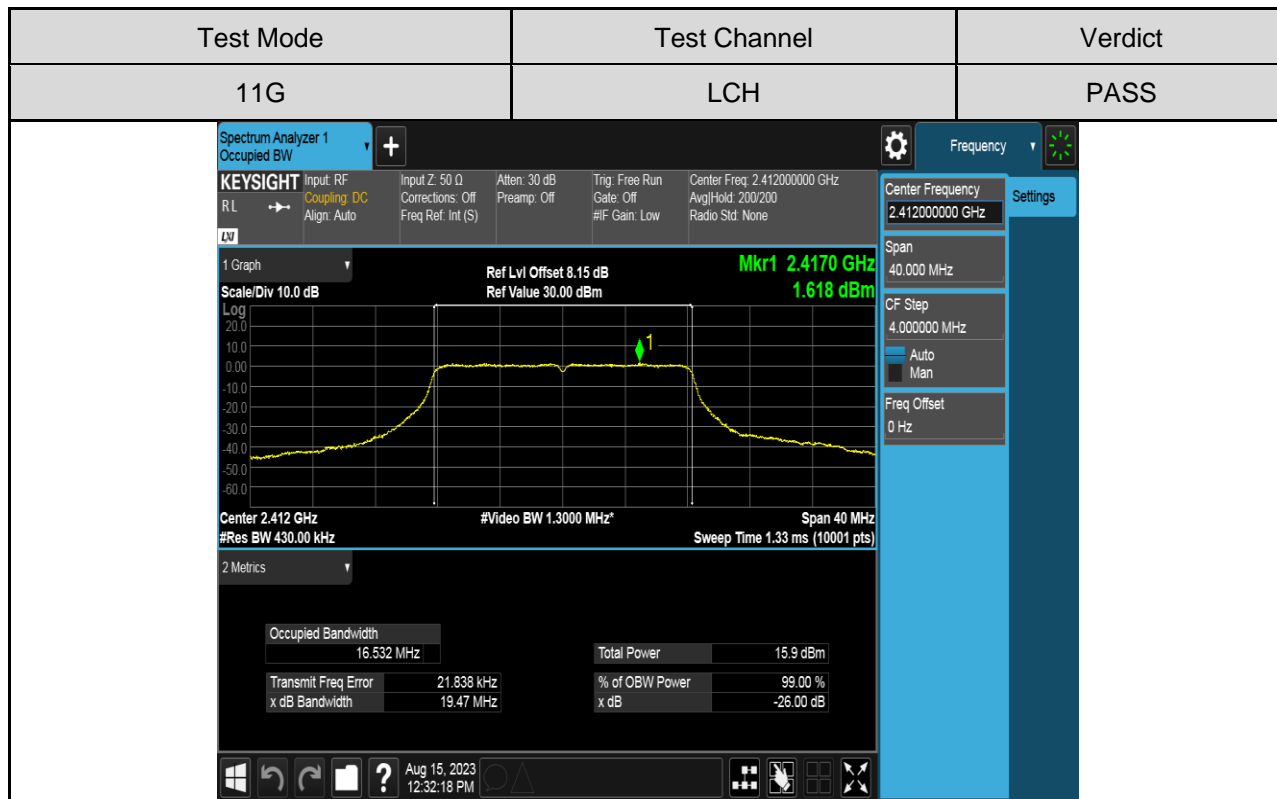 Test Mode Test Channel Verdict
11G LCH PASS
Spectrum Analyzer 1
Occupied BW
+
Frequency
KEYSIGHT Input: RF Input Z: 50 Ω Atten: 30 dB Trig: Free Run Center Freq: 2.412000000 GHz
RL Coupling: DC Corrections: Off Preamp: Off Gate: Off Avg|Hold: 200/200
Align: Auto Freq Ref: Int (S) #IF Gain: Low Radio Std: None
LXI
Center Frequency
2.412000000 GHz
Settings
Span
40.000 MHz
CF Step
4.000000 MHz
Auto
Man
Freq Offset
0 Hz
1 Graph
Ref Lvl Offset 8.15 dB Mkr1 2.4170 GHz
Scale/Div 10.0 dB Ref Value 30.00 dBm 1.618 dBm
Log
20.0
10.0
0.00
-10.0
-20.0
-30.0
-40.0
-50.0
-60.0
1
Center 2.412 GHz #Video BW 1.3000 MHz* Span 40 MHz
#Res BW 430.00 kHz Sweep Time 1.33 ms (10001 pts)
2 Metrics
Occupied Bandwidth
16.532 MHz Total Power 15.9 dBm
Transmit Freq Error 21.838 kHz % of OBW Power 99.00 %
x dB Bandwidth 19.47 MHz x dB -26.00 dB
? Aug 15, 2023
12:32:18 PM